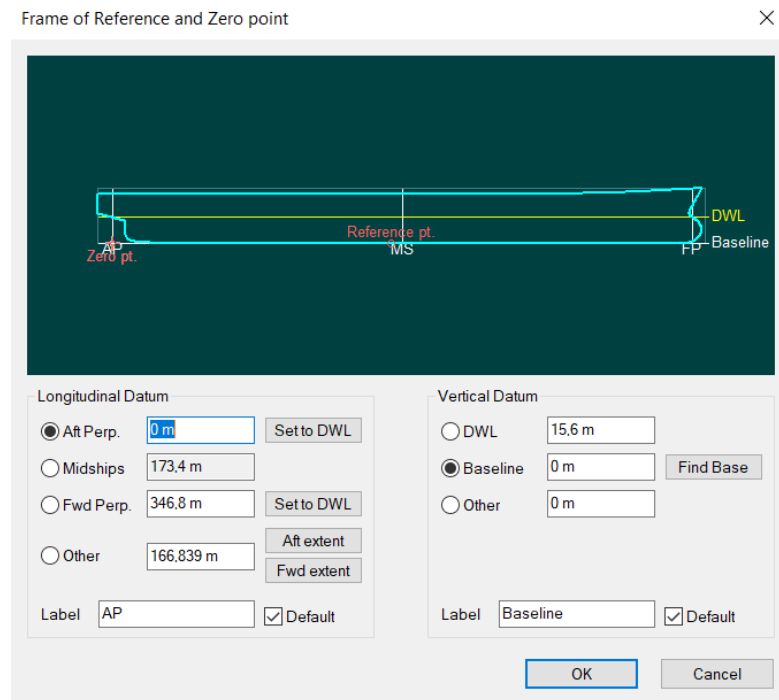 Frame of Reference and Zero point
DWL
Reference pt.
Baseline
AP
MS
FP
Zero pt.
Longitudinal Datum
Aft Perp.
0 m
Set to DWL
Midships
173,4 m
Fwd Perp.
346,8 m
Set to DWL
Other
166,839 m
Aft extent
Fwd extent
Label
AP
Default
Vertical Datum
DWL
15,6 m
Baseline
0 m
Find Base
Other
0 m
Label
Baseline
Default
OK
Cancel